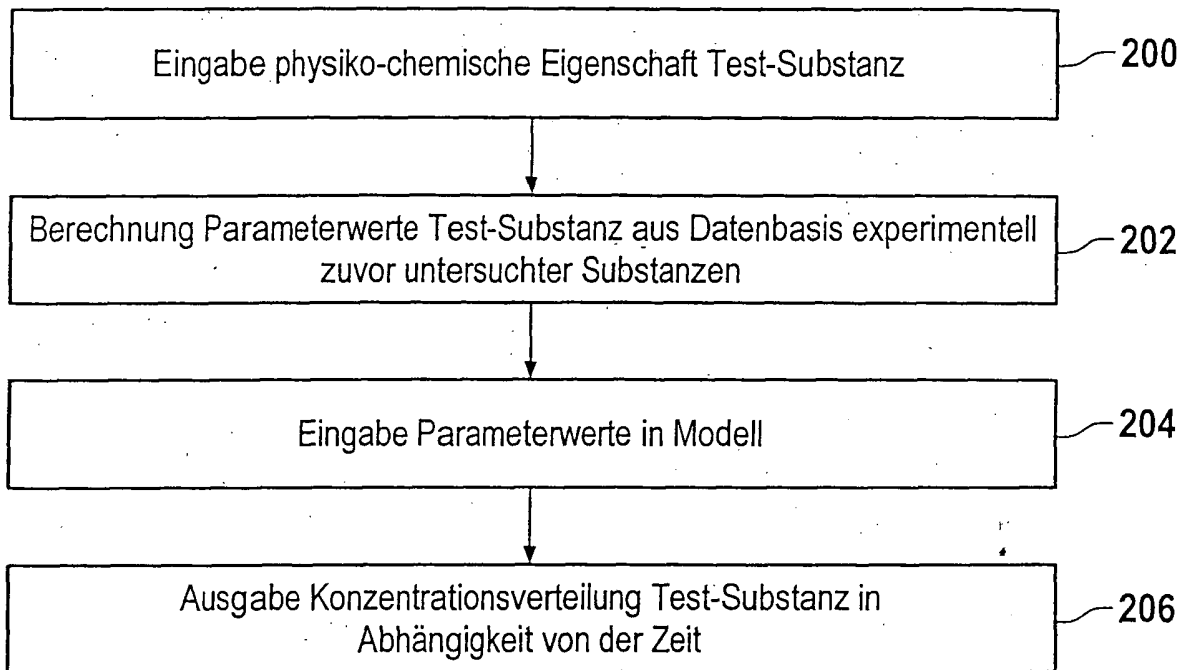 Eingabe physiko-chemische Eigenschaft Test-Substanz
200
Berechnung Parameterwerte Test-Substanz aus Datenbasis experimentell
zuvor untersuchter Substanzen
202
Eingabe Parameterwerte in Modell
204
Ausgabe Konzentrationsverteilung Test-Substanz in
Abhängigkeit von der Zeit
206